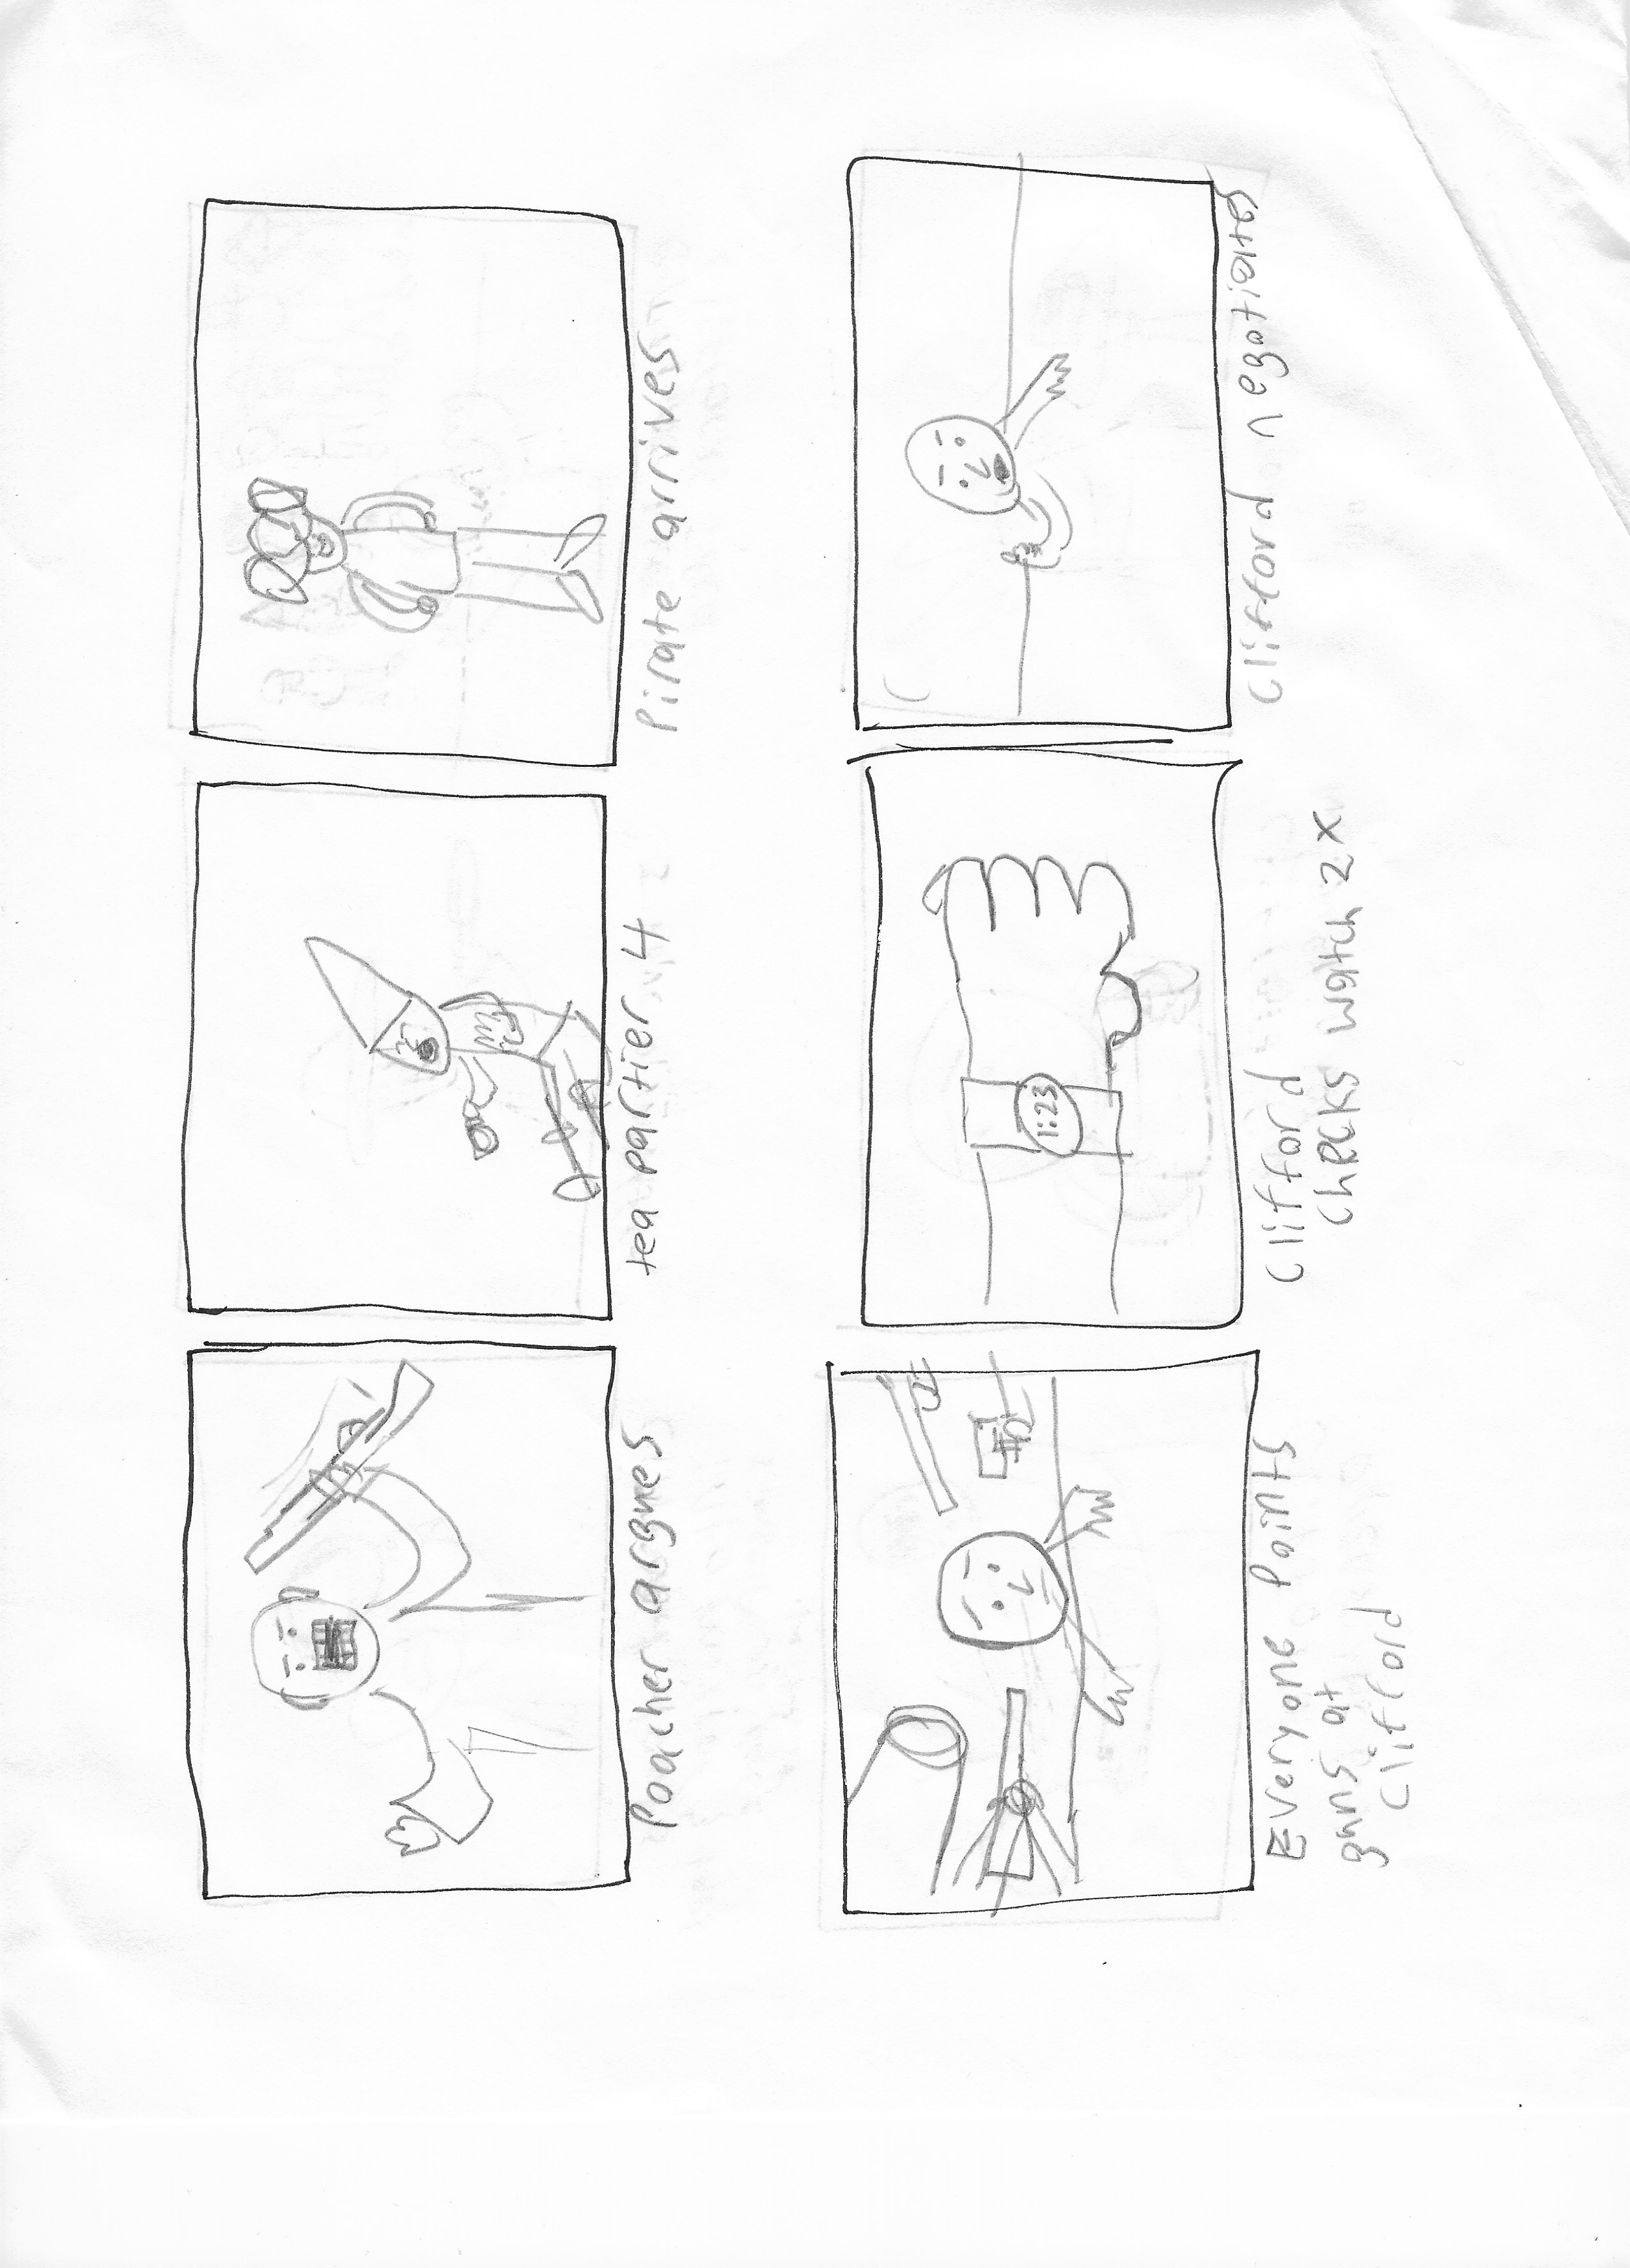 Poacher argues
tea partier 4
Pirate arrives
Everyone Points
guns at
Clifford
1:23
Clifford
checks watch 2x
Clifford negotiates